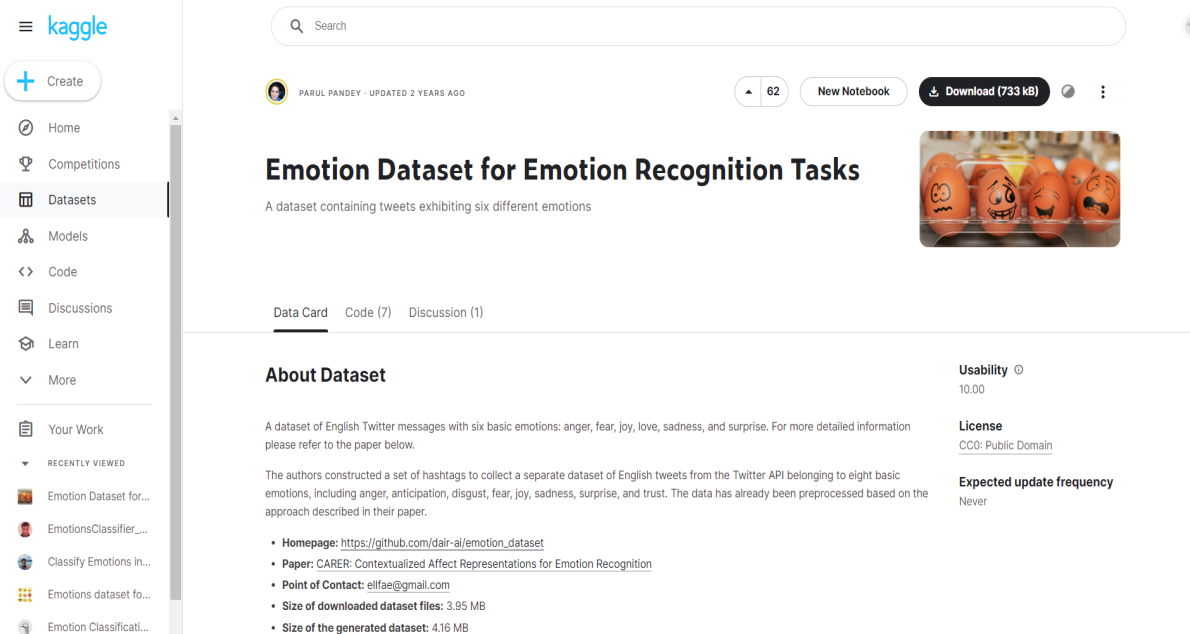 kaggle
Search
Create
PARUL PANDEY · UPDATED 2 YEARS AGO
62
New Notebook
Download (733 kB)
Home
Competitions
Datasets
Models
Code
Discussions
Learn
More
Your Work
RECENTLY VIEWED
Emotion Dataset for...
EmotionsClassifier_...
Classify Emotions in...
Emotions dataset fo...
Emotion Classificati...
Emotion Dataset for Emotion Recognition Tasks
A dataset containing tweets exhibiting six different emotions
Data Card Code (7) Discussion (1)
About Dataset
A dataset of English Twitter messages with six basic emotions: anger, fear, joy, love, sadness, and surprise. For more detailed information
please refer to the paper below.
The authors constructed a set of hashtags to collect a separate dataset of English tweets from the Twitter API belonging to eight basic
emotions, including anger, anticipation, disgust, fear, joy, sadness, surprise, and trust. The data has already been preprocessed based on the
approach described in their paper.
• Homepage: https://github.com/dair-ai/emotion_dataset
• Paper: CARER: Contextualized Affect Representations for Emotion Recognition
• Point of Contact: ellfae@gmail.com
• Size of downloaded dataset files: 3.95 MB
• Size of the generated dataset: 4.16 MB
Usability
10.00
License
CC0: Public Domain
Expected update frequency
Never